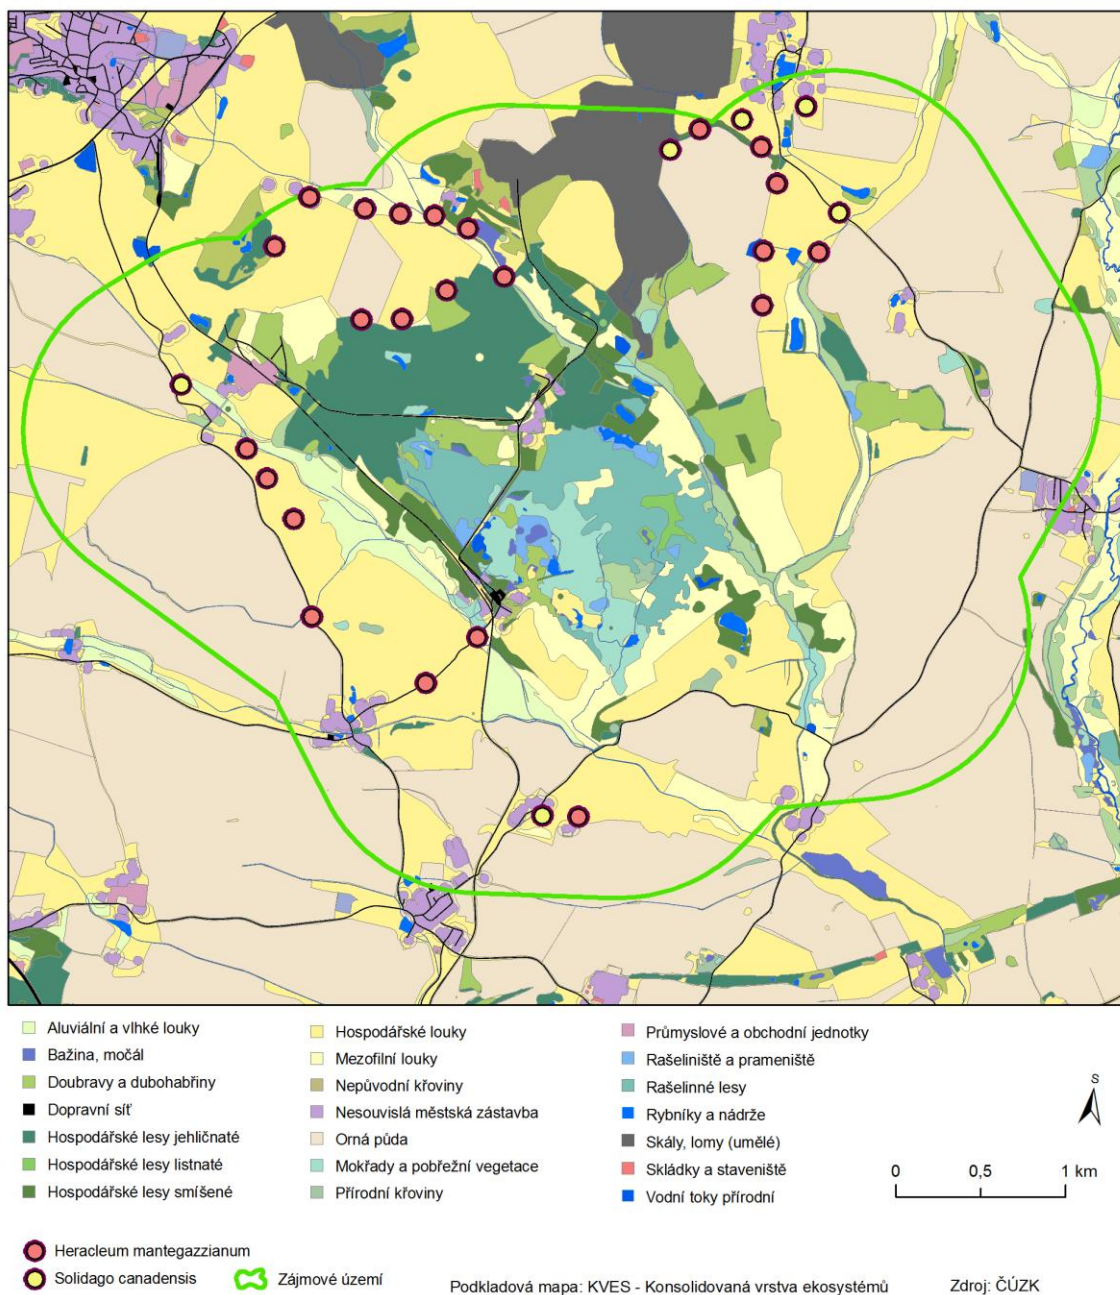 Aluviální a vlhké louky
Bažina, močál
Doubravy a dubohabřiny
Dopravní síť
Hospodářské lesy jehličnaté
Hospodářské lesy listnaté
Hospodářské lesy smíšené
Hospodářské louky
Mezofilní louky
Nepůvodní křoviny
Nesouvislá městská zástavba
Orná půda
Mokřady a pobřežní vegetace
Přírodní křoviny
Průmyslové a obchodní jednotky
Rašeliniště a prameniště
Rašelinné lesy
Rybníky a nádrže
Skály, lomy (umělé)
Skládky a staveniště
Vodní toky přírodní
S
0 0,5 1 km
Heracleum mantegazzianum
Solidago canadensis
Zájmové území
Podkladová mapa: KVES - Konsolidovaná vrstva ekosystémů
Zdroj: ČÚZK